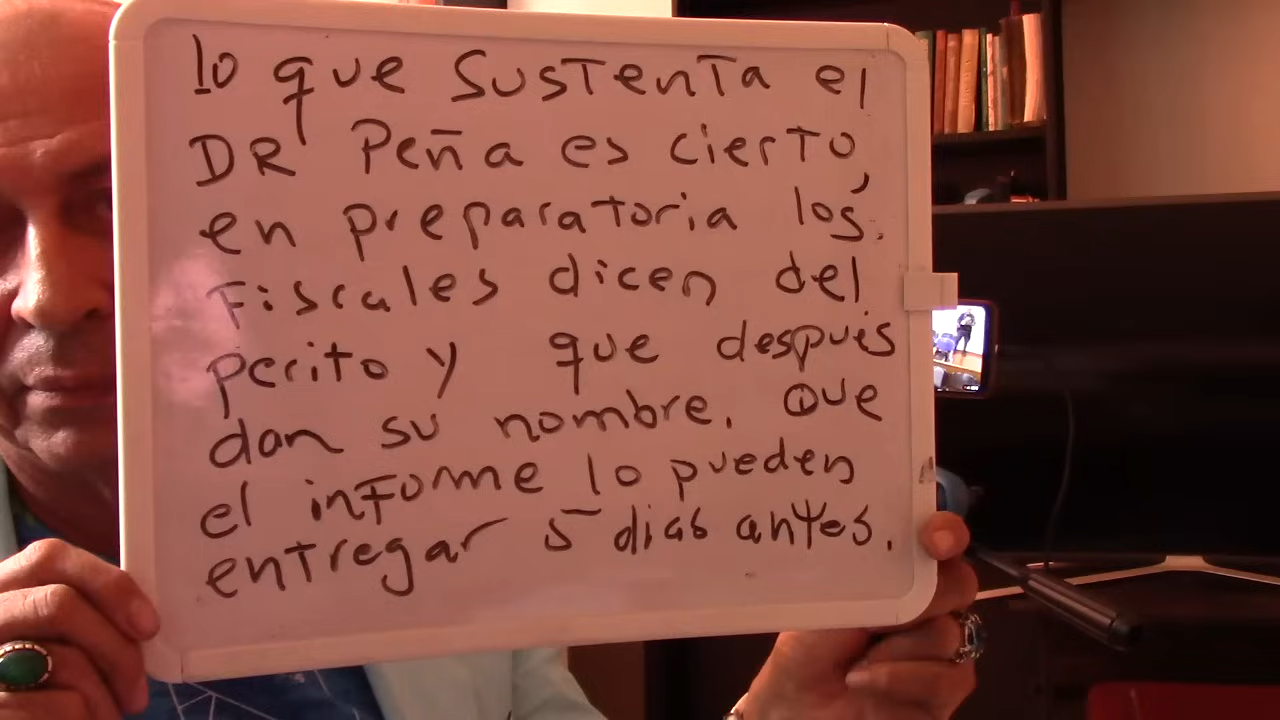 lo que sustenta el
DR Peña es cierto,
en preparatoria los
Fiscales dicen del
perito y que despues
dan su nombre. Que
el informe lo pueden
entregar 5 dias antes.